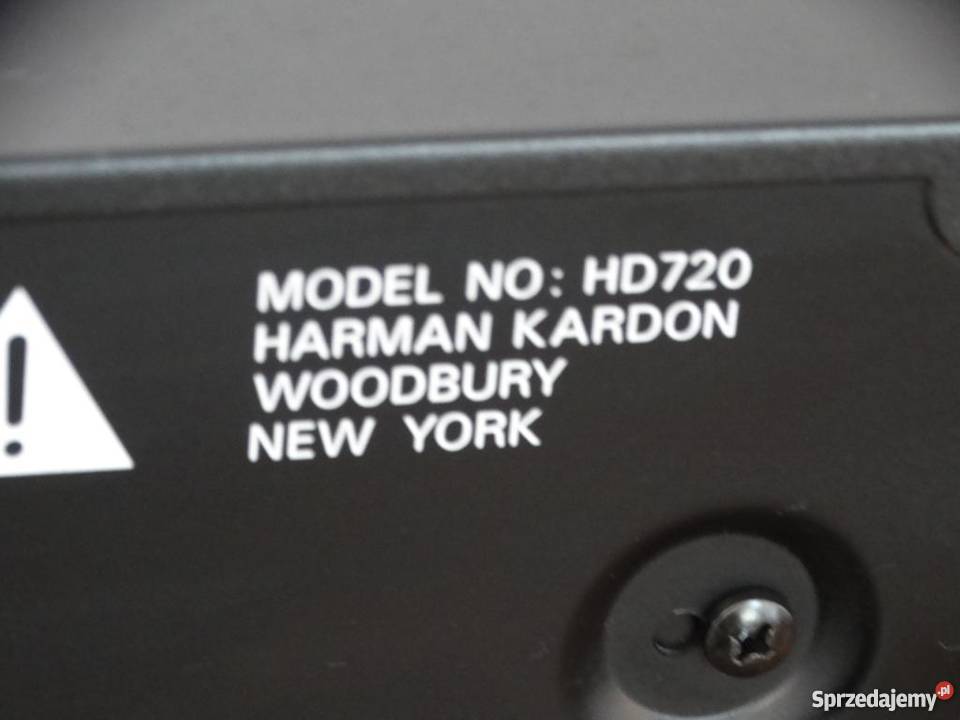 MODEL NO: HD720
HARMAN KARDON
WOODBURY
NEW YORK
!
Sprzedajemy.pl